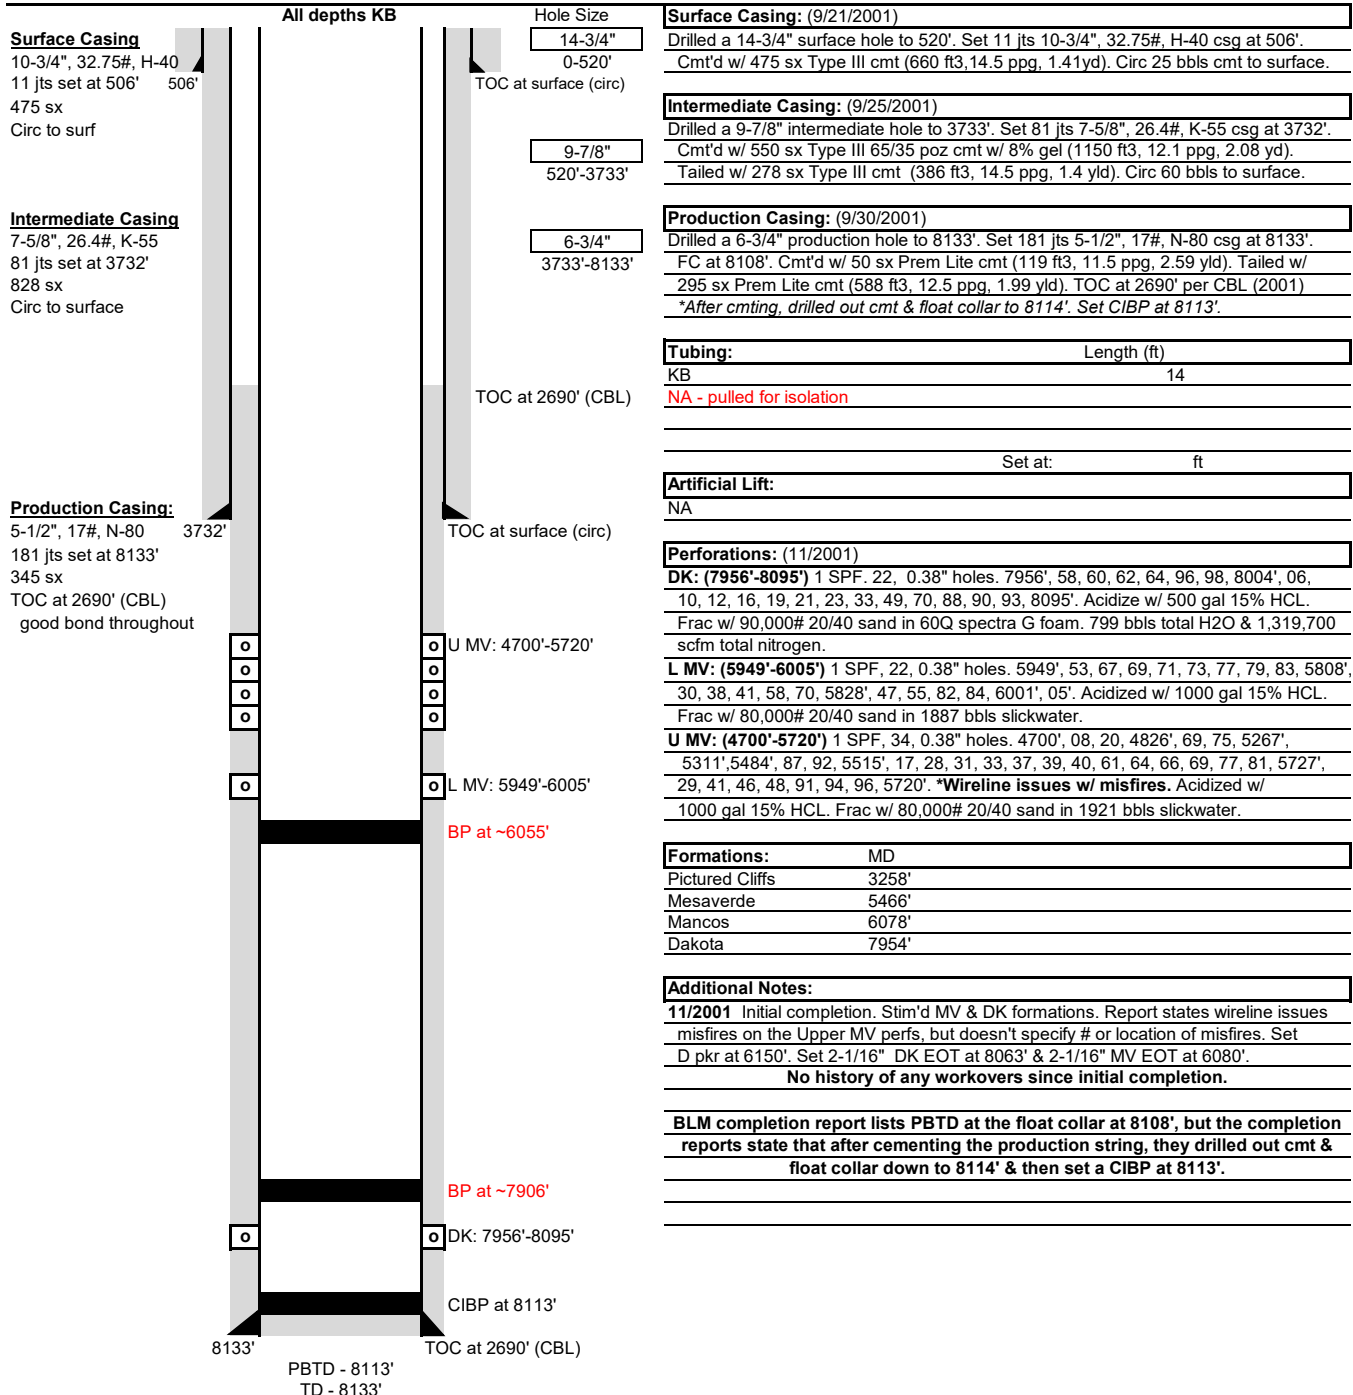 All depths KB
Hole Size
14-3/4"
0-520'
Surface Casing
10-3/4", 32.75#, H-40
11 jts set at 506'
506'
475 sx
Circ to surf
TOC at surface (circ)
9-7/8"
520'-3733'
Intermediate Casing
7-5/8", 26.4#, K-55
81 jts set at 3732'
828 sx
Circ to surface
6-3/4"
3733'-8133'
TOC at 2690' (CBL)
Production Casing:
5-1/2", 17#, N-80
3732'
181 jts set at 8133'
345 sx
TOC at 2690' (CBL)
good bond throughout
TOC at surface (circ)
o
o
U MV: 4700'-5720'
o
o
o
o
o
o
o
o
L MV: 5949'-6005'
BP at ~6055'
BP at ~7906'
o
o
DK: 7956'-8095'
CIBP at 8113'
8133'
TOC at 2690' (CBL)
PBTD - 8113'
TD - 8133'
Surface Casing: (9/21/2001)
Drilled a 14-3/4" surface hole to 520'. Set 11 jts 10-3/4", 32.75#, H-40 csg at 506'.
Cmt'd w/ 475 sx Type III cmt (660 ft3,14.5 ppg, 1.41yd). Circ 25 bbls cmt to surface.
Intermediate Casing: (9/25/2001)
Drilled a 9-7/8" intermediate hole to 3733'. Set 81 jts 7-5/8", 26.4#, K-55 csg at 3732'.
Cmt'd w/ 550 sx Type III 65/35 poz cmt w/ 8% gel (1150 ft3, 12.1 ppg, 2.08 yd).
Tailed w/ 278 sx Type III cmt (386 ft3, 14.5 ppg, 1.4 yld). Circ 60 bbls to surface.
Production Casing: (9/30/2001)
Drilled a 6-3/4" production hole to 8133'. Set 181 jts 5-1/2", 17#, N-80 csg at 8133'.
FC at 8108'. Cmt'd w/ 50 sx Prem Lite cmt (119 ft3, 11.5 ppg, 2.59 yld). Tailed w/
295 sx Prem Lite cmt (588 ft3, 12.5 ppg, 1.99 yld). TOC at 2690' per CBL (2001)
*After cmting, drilled out cmt & float collar to 8114'. Set CIBP at 8113'.
Tubing: Length (ft)
KB 14
NA - pulled for isolation
Set at: ft
Artificial Lift:
NA
Perforations: (11/2001)
DK: (7956'-8095') 1 SPF. 22, 0.38" holes. 7956', 58, 60, 62, 64, 96, 98, 8004', 06,
10, 12, 16, 19, 21, 23, 33, 49, 70, 88, 90, 93, 8095'. Acidize w/ 500 gal 15% HCL.
Frac w/ 90,000# 20/40 sand in 60Q spectra G foam. 799 bbls total H2O & 1,319,700
scfm total nitrogen.
L MV: (5949'-6005') 1 SPF, 22, 0.38" holes. 5949', 53, 67, 69, 71, 73, 77, 79, 83, 5808',
30, 38, 41, 58, 70, 5828', 47, 55, 82, 84, 6001', 05'. Acidized w/ 1000 gal 15% HCL.
Frac w/ 80,000# 20/40 sand in 1887 bbls slickwater.
U MV: (4700'-5720') 1 SPF, 34, 0.38" holes. 4700', 08, 20, 4826', 69, 75, 5267',
5311',5484', 87, 92, 5515', 17, 28, 31, 33, 37, 39, 40, 61, 64, 66, 69, 77, 81, 5727',
29, 41, 46, 48, 91, 94, 96, 5720'. *Wireline issues w/ misfires. Acidized w/
1000 gal 15% HCL. Frac w/ 80,000# 20/40 sand in 1921 bbls slickwater.
Formations: MD
Pictured Cliffs 3258'
Mesaverde 5466'
Mancos 6078'
Dakota 7954'
Additional Notes:
11/2001 Initial completion. Stim'd MV & DK formations. Report states wireline issues
misfires on the Upper MV perfs, but doesn't specify # or location of misfires. Set
D pkr at 6150'. Set 2-1/16" DK EOT at 8063' & 2-1/16" MV EOT at 6080'.
No history of any workovers since initial completion.
BLM completion report lists PBTD at the float collar at 8108', but the completion
reports state that after cementing the production string, they drilled out cmt &
float collar down to 8114' & then set a CIBP at 8113'.